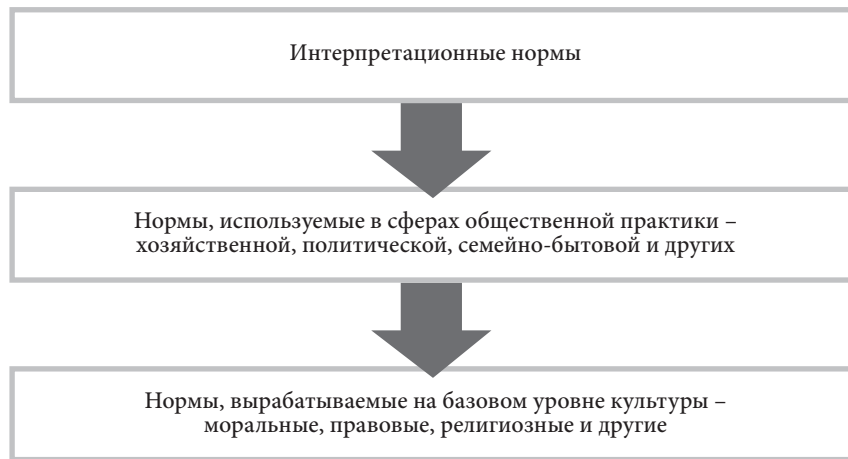 Интерпретационные нормы
Нормы, используемые в сферах общественной практики –
хозяйственной, политической, семейно-бытовой и других
Нормы, вырабатываемые на базовом уровне культуры –
моральные, правовые, религиозные и другие